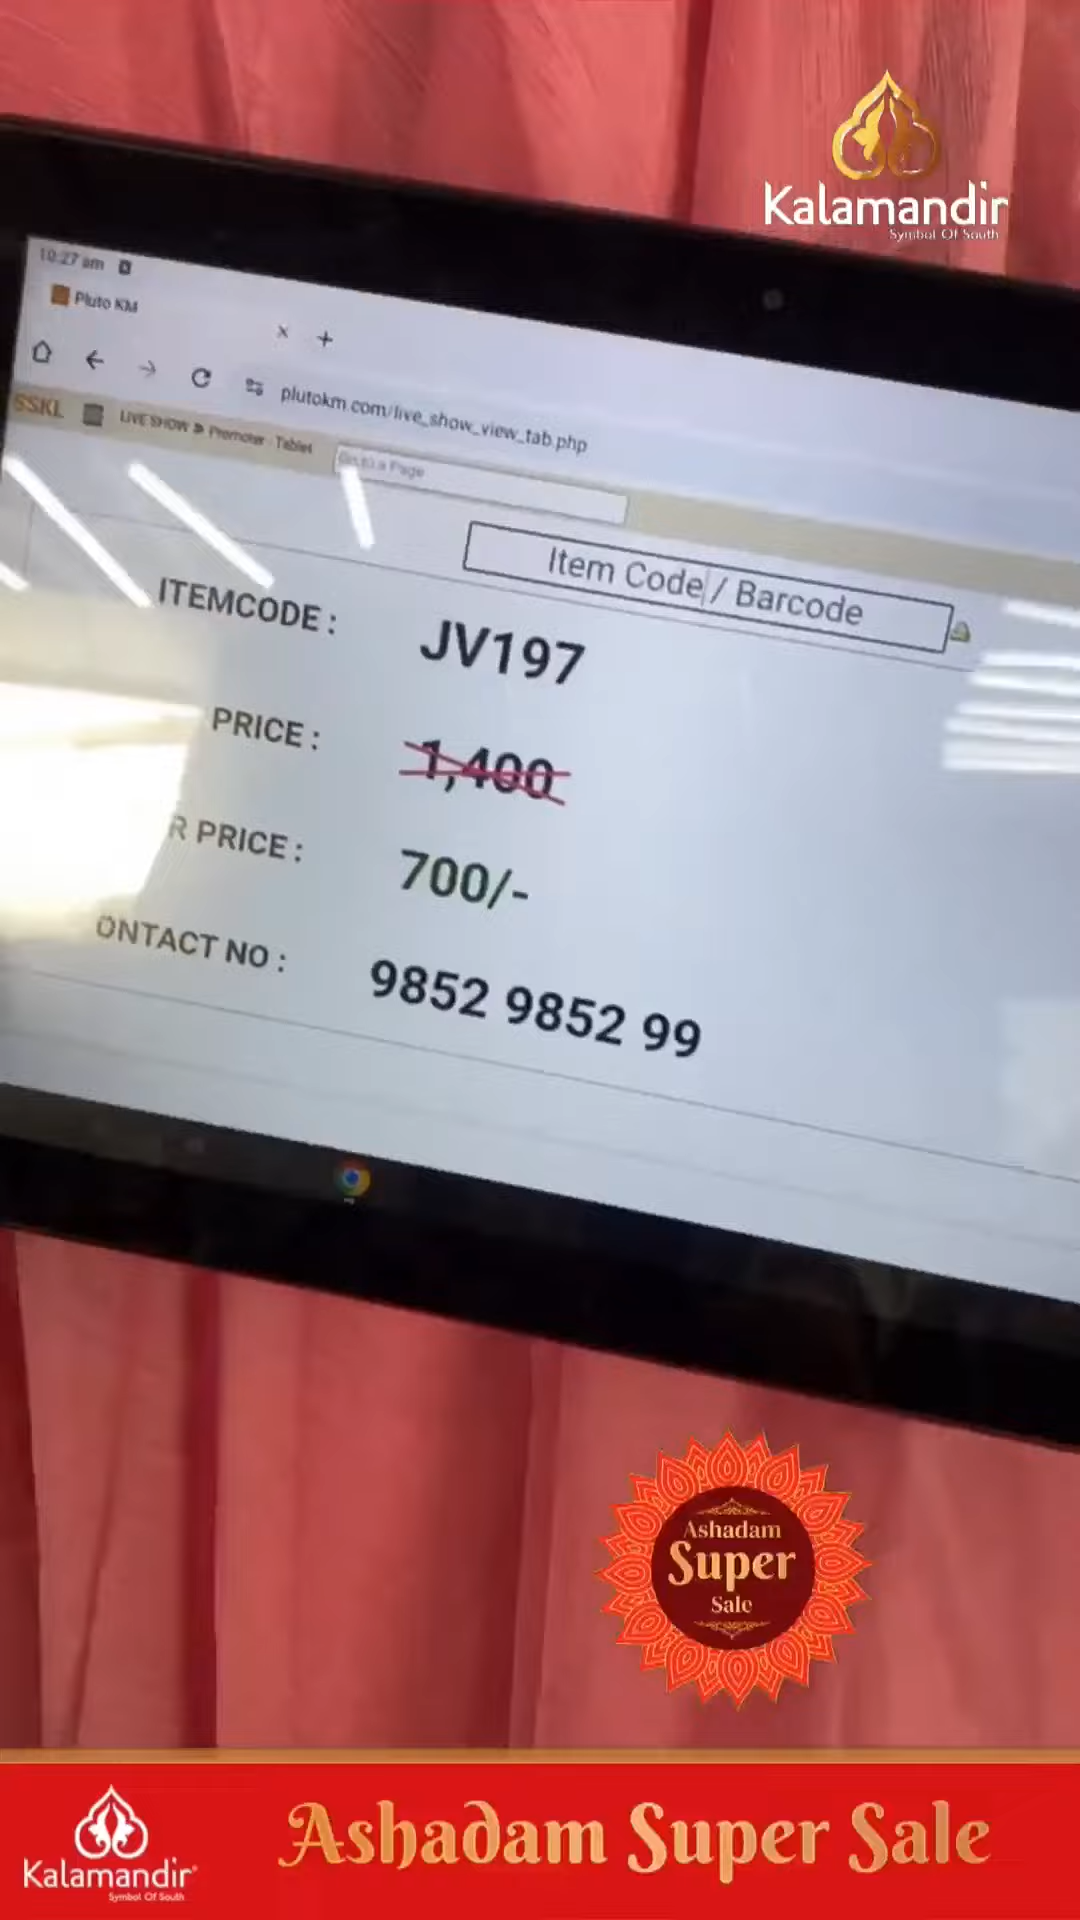 Kalamandir
Symbol Of South
10:27 am
Pluto KM
plutokm.com/live_show_view_tab.php
SSKL
LIVE SHOW » Promoter - Tablet
Go to a Page
Item Code / Barcode
ITEMCODE : JV197
PRICE : 1,400
R PRICE : 700/-
ONTACT NO : 9852 9852 99
Ashadam
Super
Sale
Kalamandir
Symbol Of South
Ashadam Super Sale